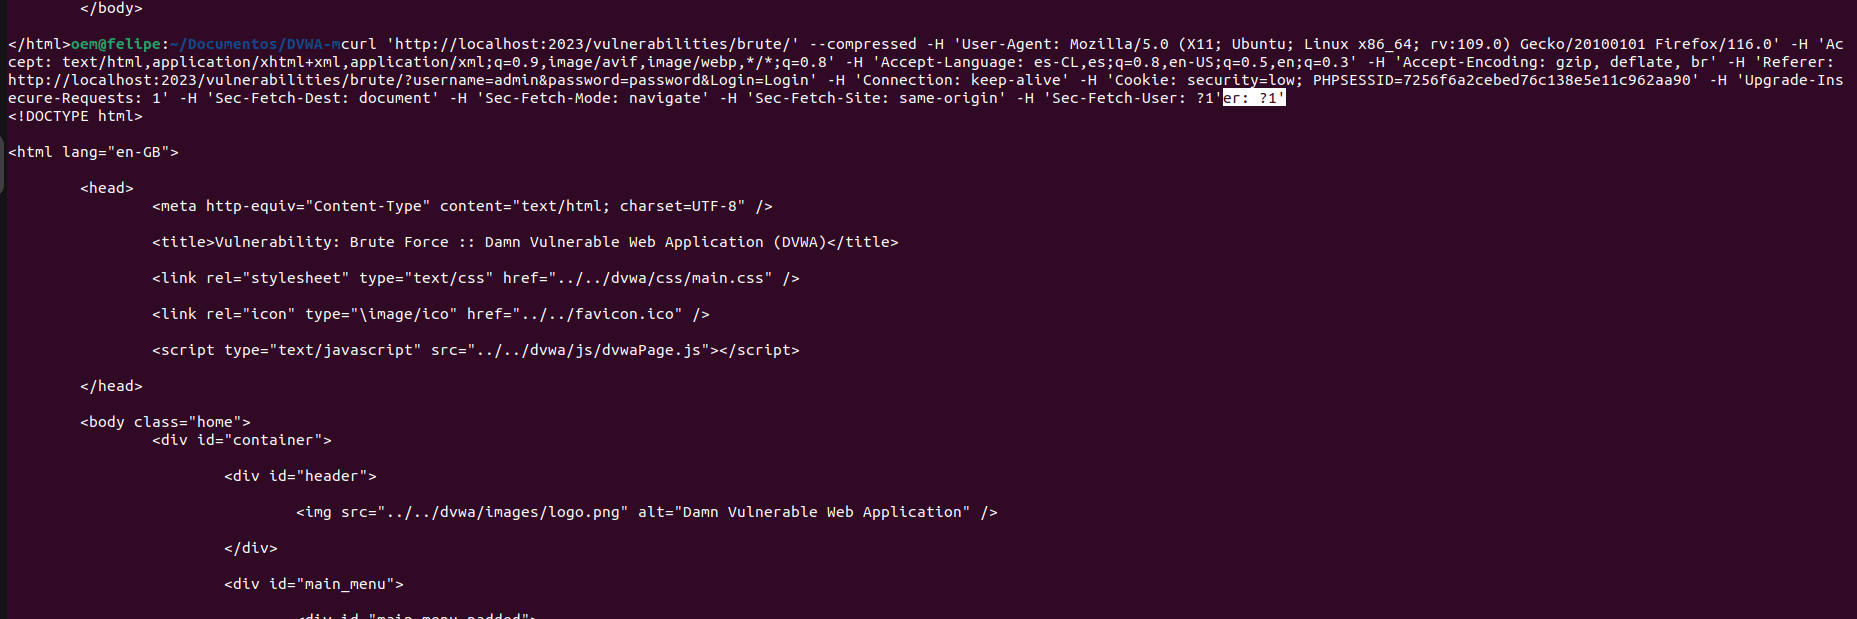 </body>
</html>oem@felipe:~/Documentos/DVWA-mcurl 'http://localhost:2023/vulnerabilities/brute/' --compressed -H 'User-Agent: Mozilla/5.0 (X11; Ubuntu; Linux x86_64; rv:109.0) Gecko/20100101 Firefox/116.0' -H 'Ac
cept: text/html,application/xhtml+xml,application/xml;q=0.9,image/avif,image/webp,*/*;q=0.8' -H 'Accept-Language: es-CL,es;q=0.8,en-US;q=0.5,en;q=0.3' -H 'Accept-Encoding: gzip, deflate, br' -H 'Referer:
http://localhost:2023/vulnerabilities/brute/?username=admin&password=password&Login=Login' -H 'Connection: keep-alive' -H 'Cookie: security=low; PHPSESSID=7256f6a2cebed76c138e5e11c962aa90' -H 'Upgrade-Ins
ecure-Requests: 1' -H 'Sec-Fetch-Dest: document' -H 'Sec-Fetch-Mode: navigate' -H 'Sec-Fetch-Site: same-origin' -H 'Sec-Fetch-User: ?1'er: ?1'
<!DOCTYPE html>
<html lang="en-GB">
<head>
<meta http-equiv="Content-Type" content="text/html; charset=UTF-8" />
<title>Vulnerability: Brute Force :: Damn Vulnerable Web Application (DVWA)</title>
<link rel="stylesheet" type="text/css" href="../../dvwa/css/main.css" />
<link rel="icon" type="\image/ico" href="../../favicon.ico" />
<script type="text/javascript" src="../../dvwa/js/dvwaPage.js"></script>
</head>
<body class="home">
<div id="container">
<div id="header">
<img src="../../dvwa/images/logo.png" alt="Damn Vulnerable Web Application" />
</div>
<div id="main_menu">
<div id="main_menu_padded">